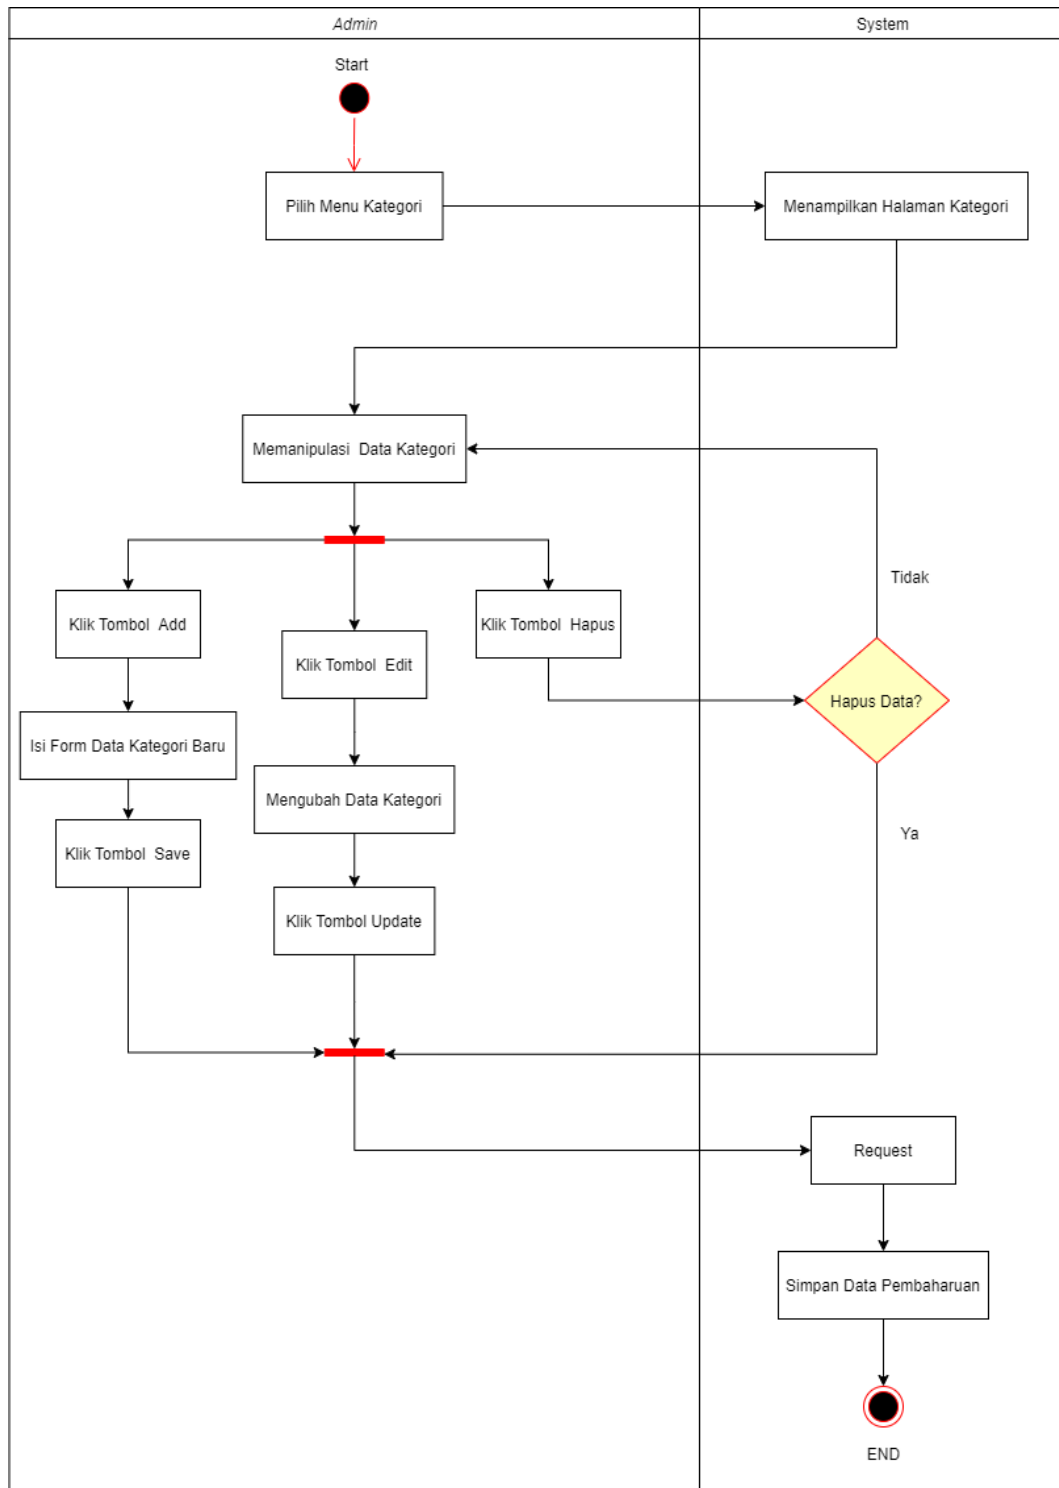 Admin
System
Start
Pilih Menu Kategori
Menampilkan Halaman Kategori
Memanipulasi Data Kategori
Tidak
Klik Tombol Add
Klik Tombol Hapus
Klik Tombol Edit
Hapus Data?
Isi Form Data Kategori Baru
Mengubah Data Kategori
Ya
Klik Tombol Save
Klik Tombol Update
Request
Simpan Data Pembaharuan
END